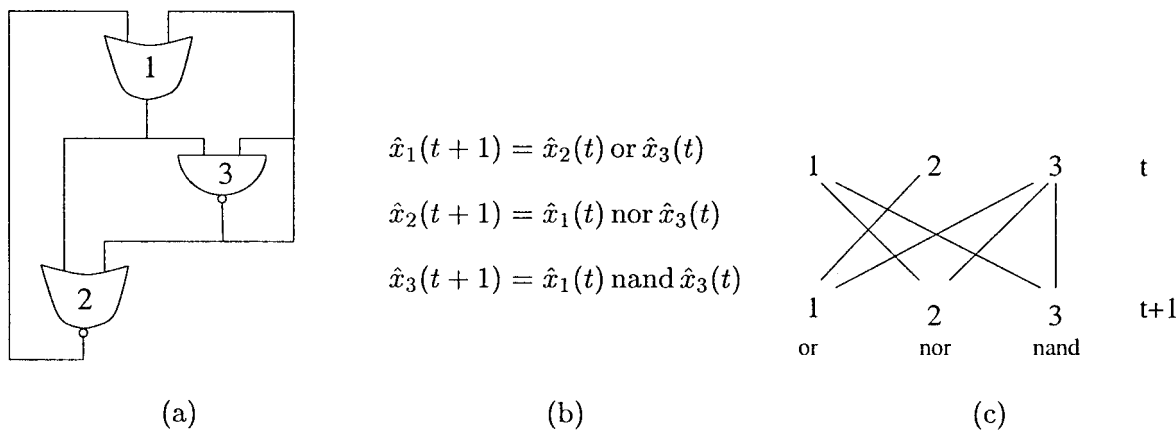 1
3
2
(a)
x̂₁(t + 1) = x̂₂(t) or x̂₃(t)
x̂₂(t + 1) = x̂₁(t) nor x̂₃(t)
x̂₃(t + 1) = x̂₁(t) nand x̂₃(t)
(b)
1 2 3 t
1 2 3 t+1
or nor nand
(c)